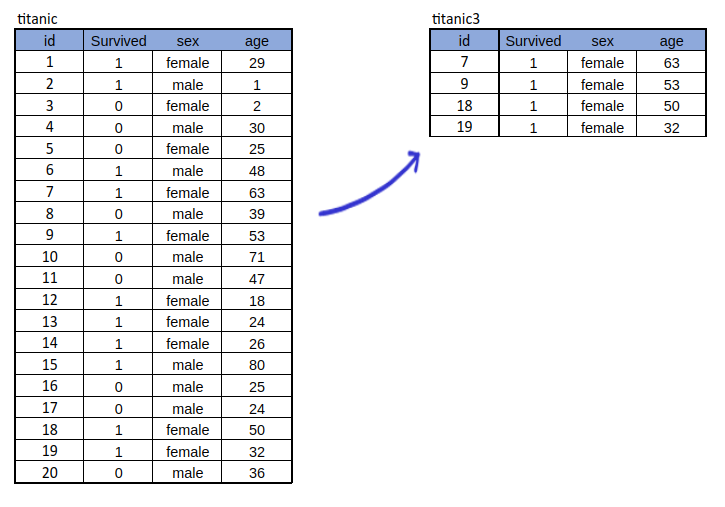 titanic
id Survived sex age
1 1 female 29
2 1 male 1
3 0 female 2
4 0 male 30
5 0 female 25
6 1 male 48
7 1 female 63
8 0 male 39
9 1 female 53
10 0 male 71
11 0 male 47
12 1 female 18
13 1 female 24
14 1 female 26
15 1 male 80
16 0 male 25
17 0 male 24
18 1 female 50
19 1 female 32
20 0 male 36
titanic3
id Survived sex age
7 1 female 63
9 1 female 53
18 1 female 50
19 1 female 32